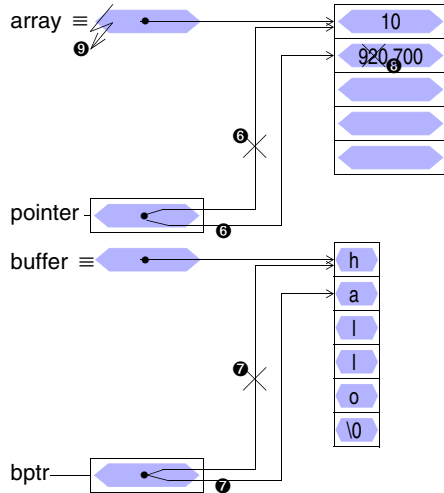 array ≡ 10
❾
920 700
❽
❻
pointer
❻
buffer ≡ h
a
l
l
❼
o
\0
bptr
❼